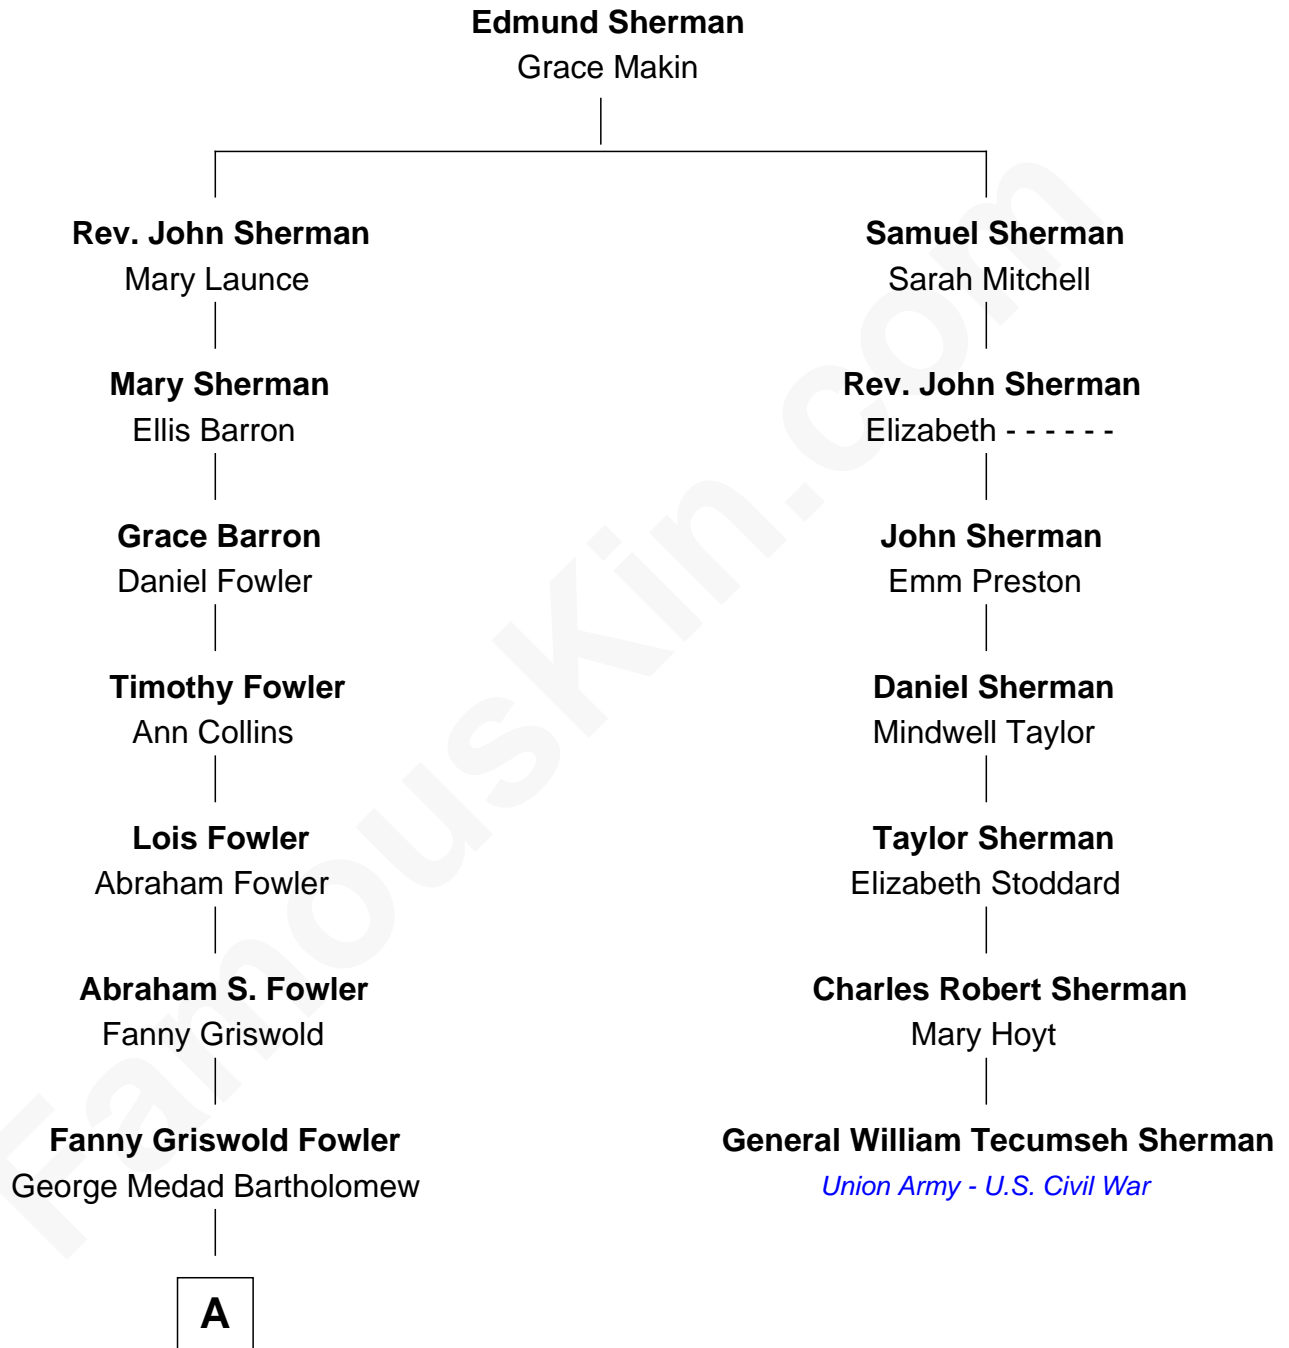 Edmund Sherman
Grace Makin
Rev. John Sherman
Mary Launce
Samuel Sherman
Sarah Mitchell
Mary Sherman
Ellis Barron
Rev. John Sherman
Elizabeth - - - - - -
Grace Barron
Daniel Fowler
John Sherman
Emm Preston
Timothy Fowler
Ann Collins
Daniel Sherman
Mindwell Taylor
Lois Fowler
Abraham Fowler
Taylor Sherman
Elizabeth Stoddard
Abraham S. Fowler
Fanny Griswold
Charles Robert Sherman
Mary Hoyt
Fanny Griswold Fowler
George Medad Bartholomew
General William Tecumseh Sherman
Union Army - U.S. Civil War
A
FamousKin.com